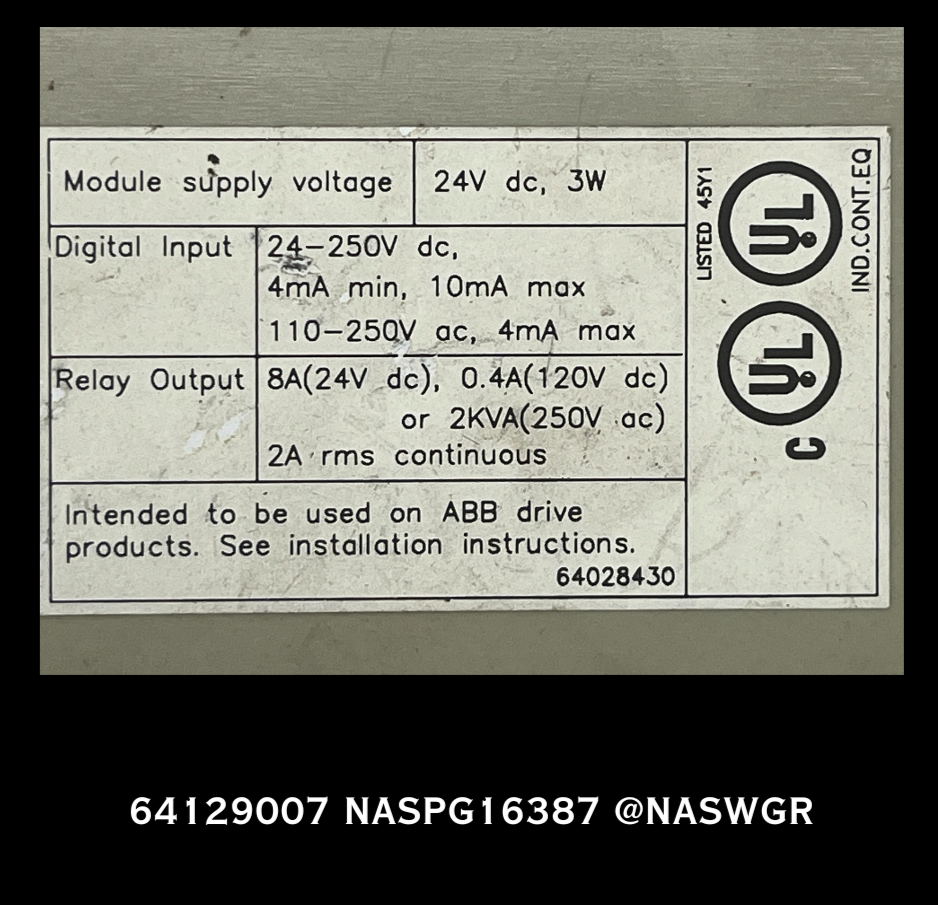 Module supply voltage
24V dc, 3W
Digital Input
24-250V dc,
4mA min, 10mA max
110-250V ac, 4mA max
Relay Output
8A(24V dc), 0.4A(120V dc)
or 2KVA(250V ac)
2A rms continuous
Intended to be used on ABB drive
products. See installation instructions.
64028430
LISTED 45Y1
UL
IND.CONT.EQ
UL
C
64129007 NASPG16387 @NASWGR